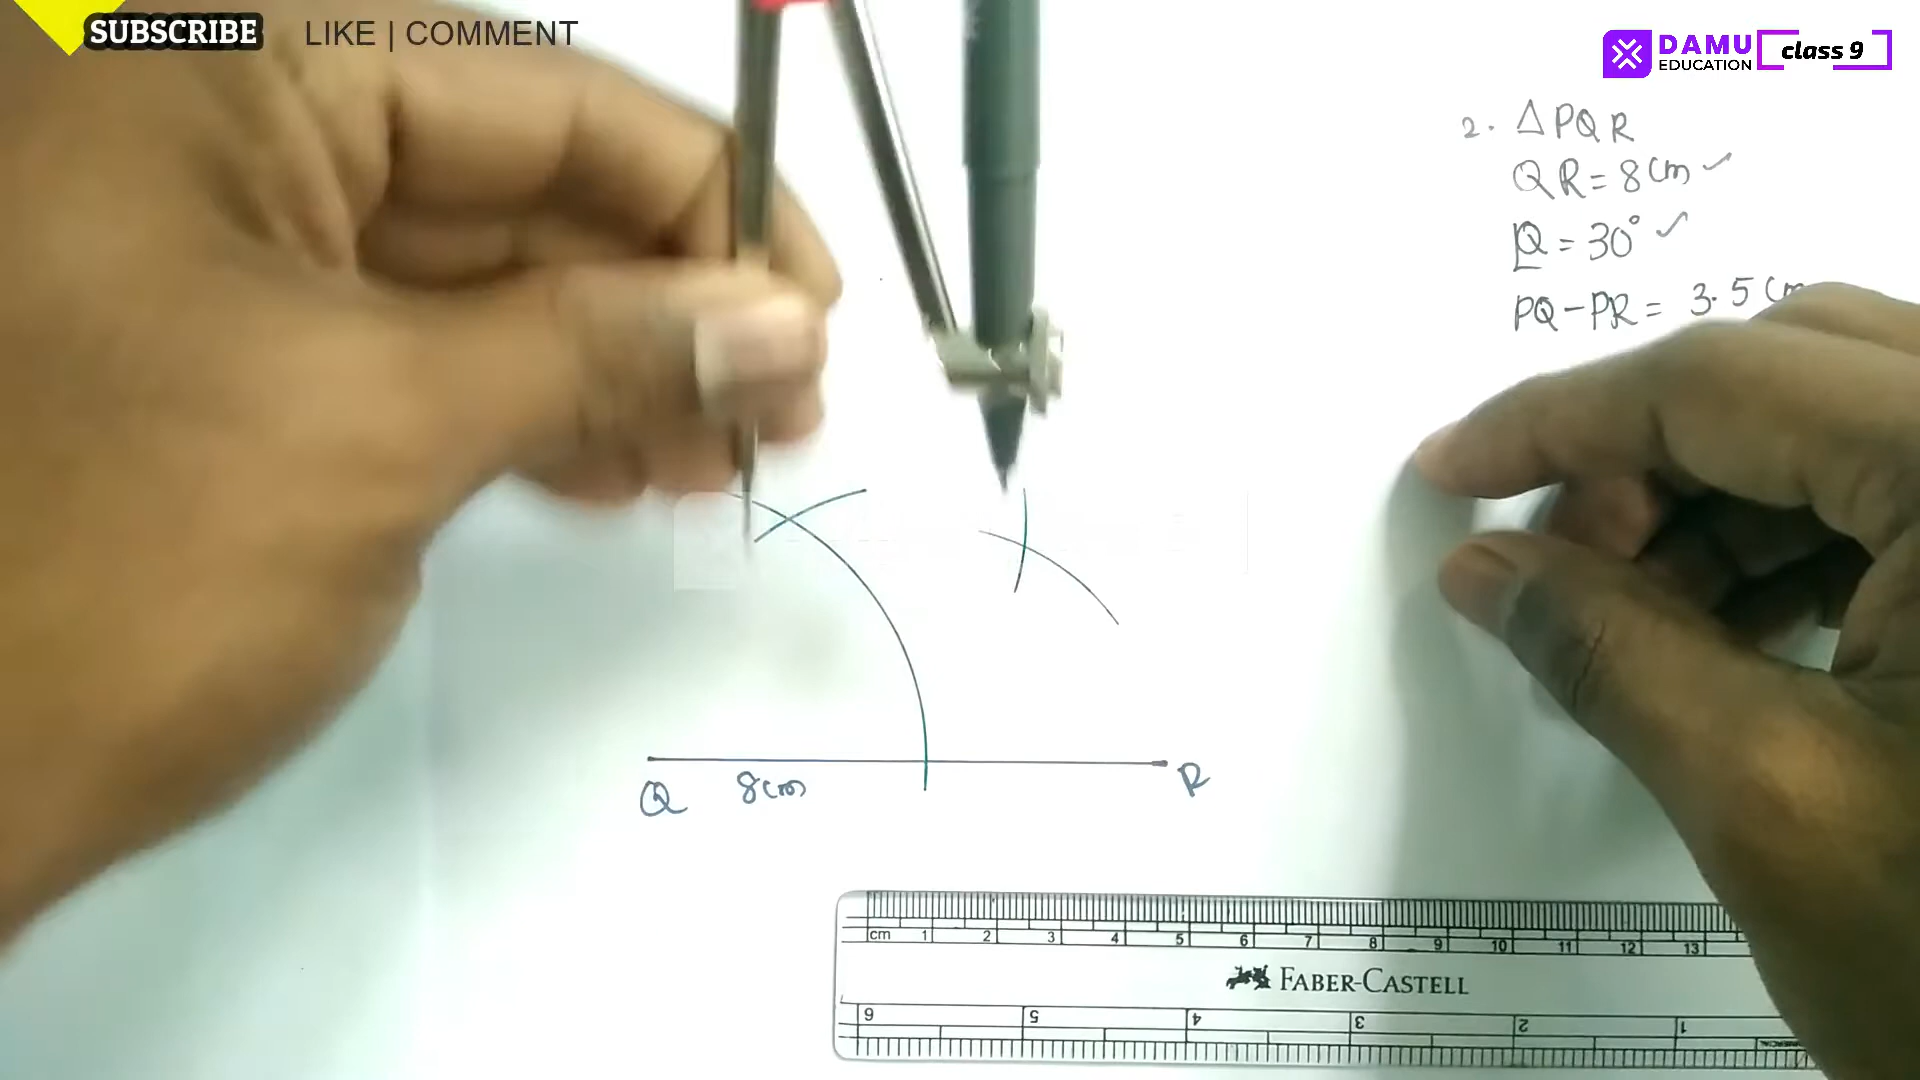 SUBSCRIBE LIKE | COMMENT
DAMU
EDUCATION
class 9
2. △PQR
QR = 8cm ✓
∠Q = 30° ✓
PQ-PR = 3.5 cm
Q 8cm R
cm 1 2 3 4 5 6 7 8 9 10 11 12 13
FABER-CASTELL
6 5 4 3 2 1